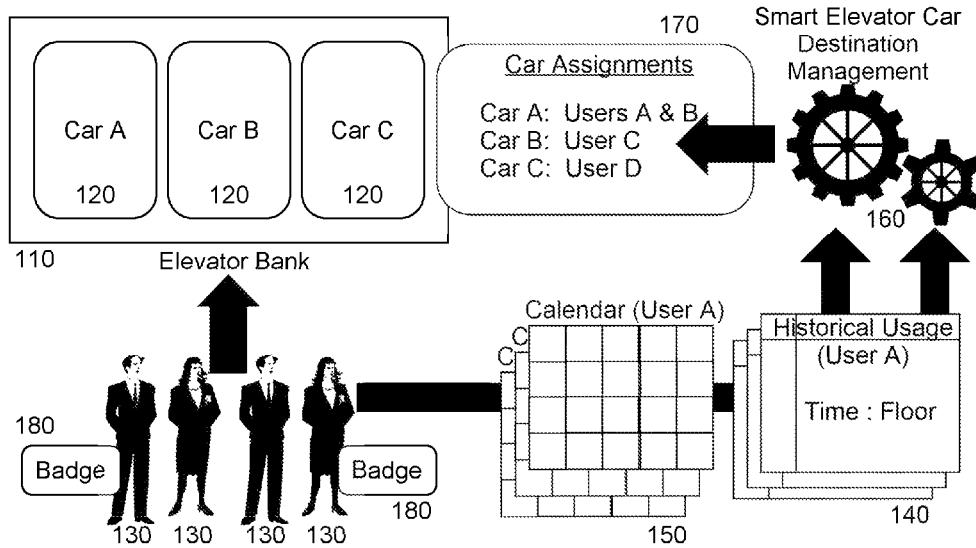 170
Smart Elevator Car
Destination
Management
Car Assignments
Car A: Users A & B
Car B: User C
Car C: User D
Car A
Car B
Car C
120
120
120
160
110
Elevator Bank
Calendar (User A)
C
C
Historical Usage
(User A)
Time : Floor
180
Badge
Badge
180
130
130
130
130
150
140